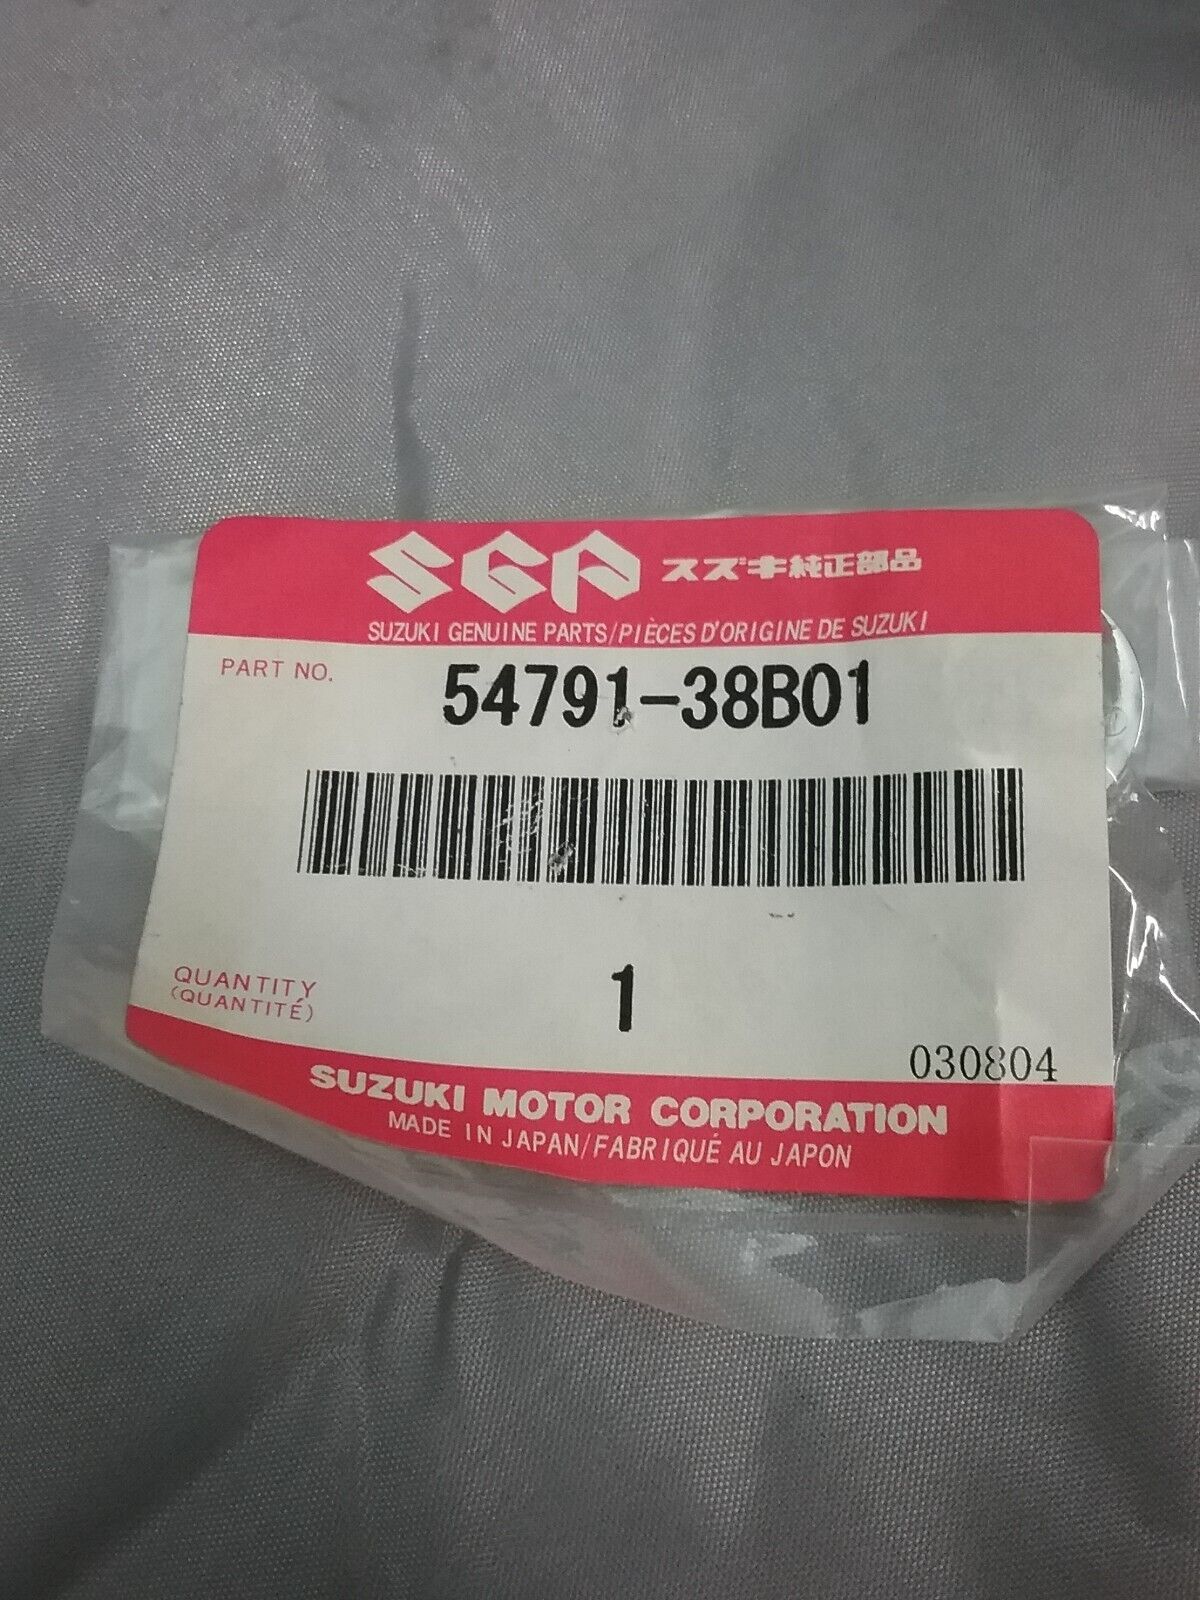 SGP スズキ純正部品
SUZUKI GENUINE PARTS/PIÈCES D'ORIGINE DE SUZUKI
PART NO. 54791-38B01
QUANTITY 1
(QUANTITÉ)
030804
SUZUKI MOTOR CORPORATION
MADE IN JAPAN/FABRIQUÉ AU JAPON